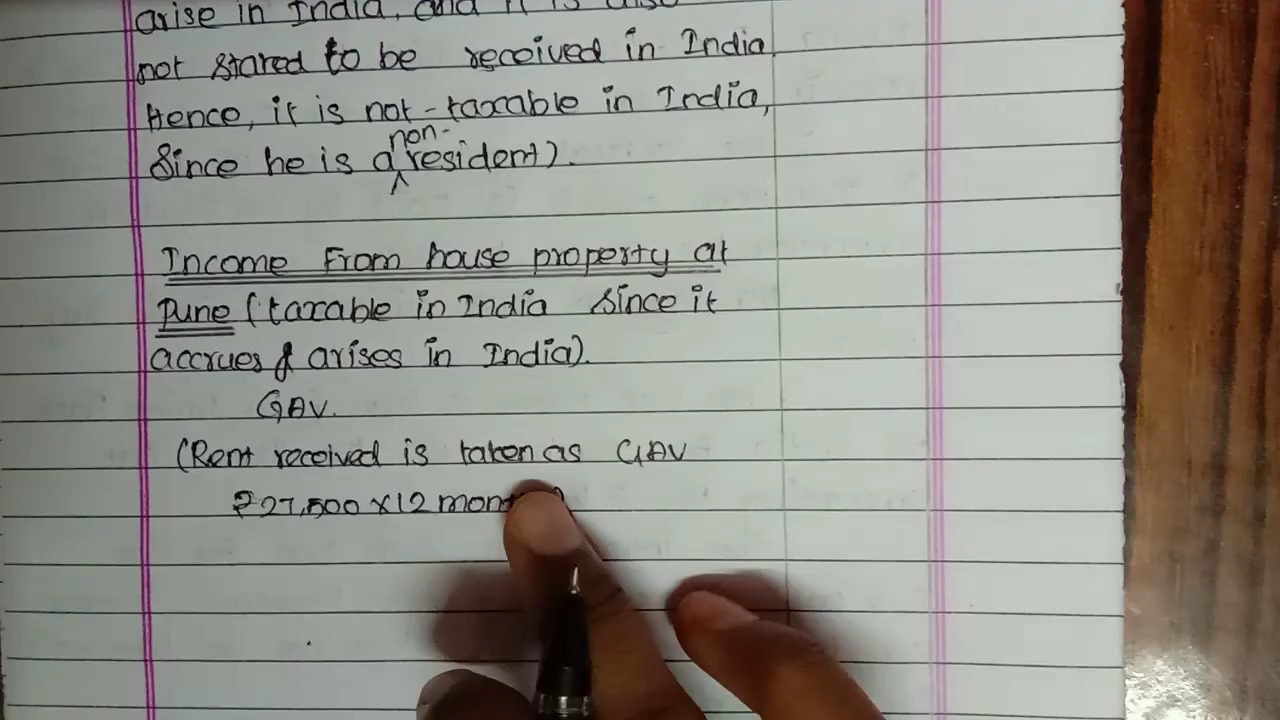 arise in India, and it is also
not stared to be received in India
Hence, it is not-taxable in India,
non-
Since he is a resident).
Income From house property at
Pune (taxable in India since it
accrues & arises in India).
GAV.
(Rent received is taken as GAV
₹27,500 x 12